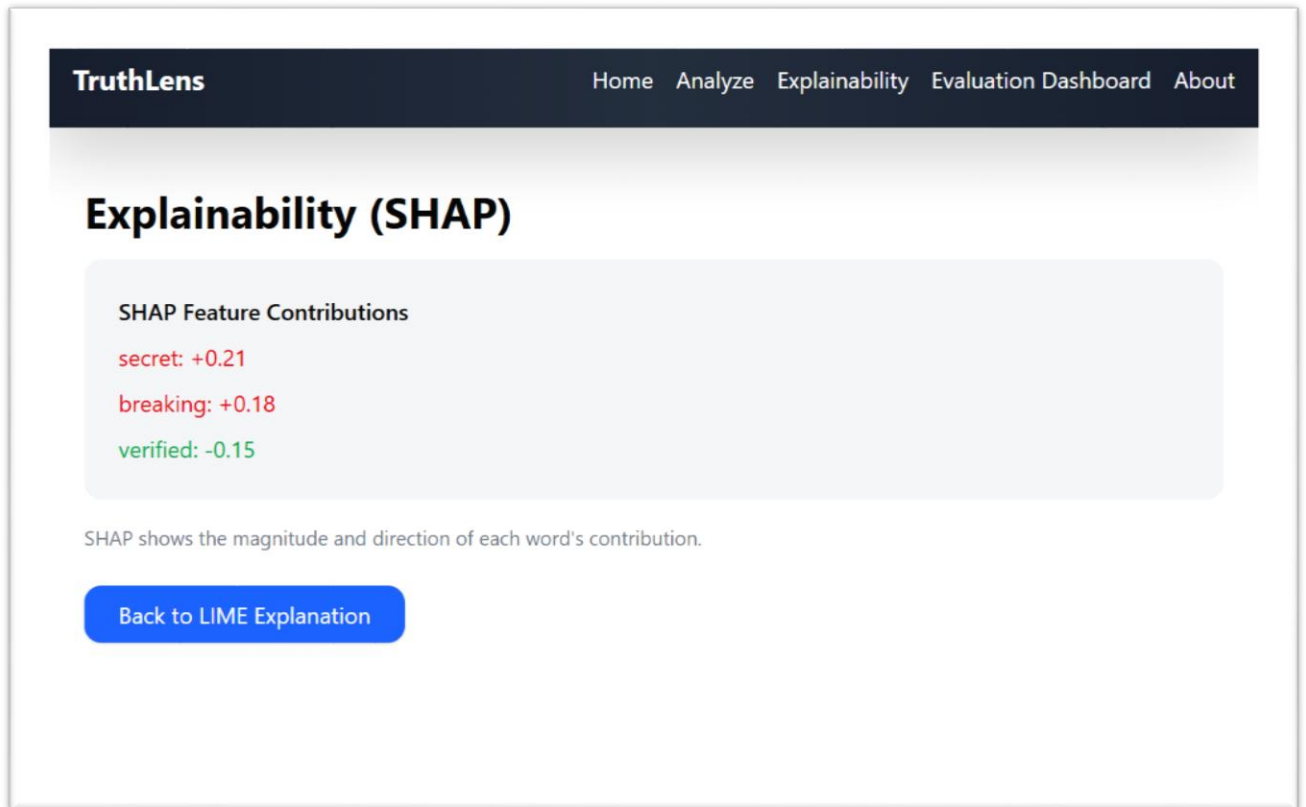 TruthLens
Home Analyze Explainability Evaluation Dashboard About
Explainability (SHAP)
SHAP Feature Contributions
secret: +0.21
breaking: +0.18
verified: -0.15
SHAP shows the magnitude and direction of each word's contribution.
Back to LIME Explanation